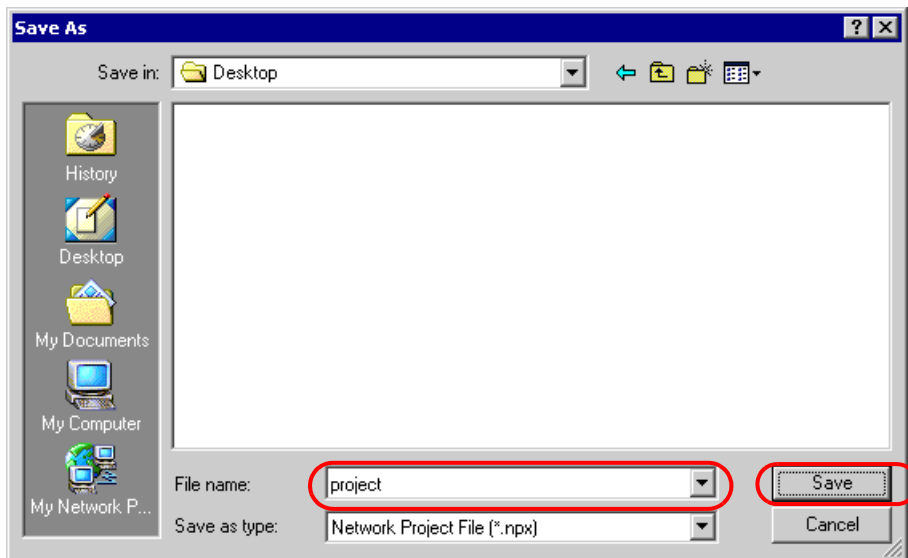 Save As
Save in: Desktop
History
Desktop
My Documents
My Computer
My Network P...
File name: project Save
Save as type: Network Project File (*.npx) Cancel